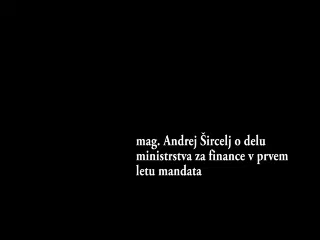 mag. Andrej Šircelj o delu
ministrstva za finance v prvem
letu mandata